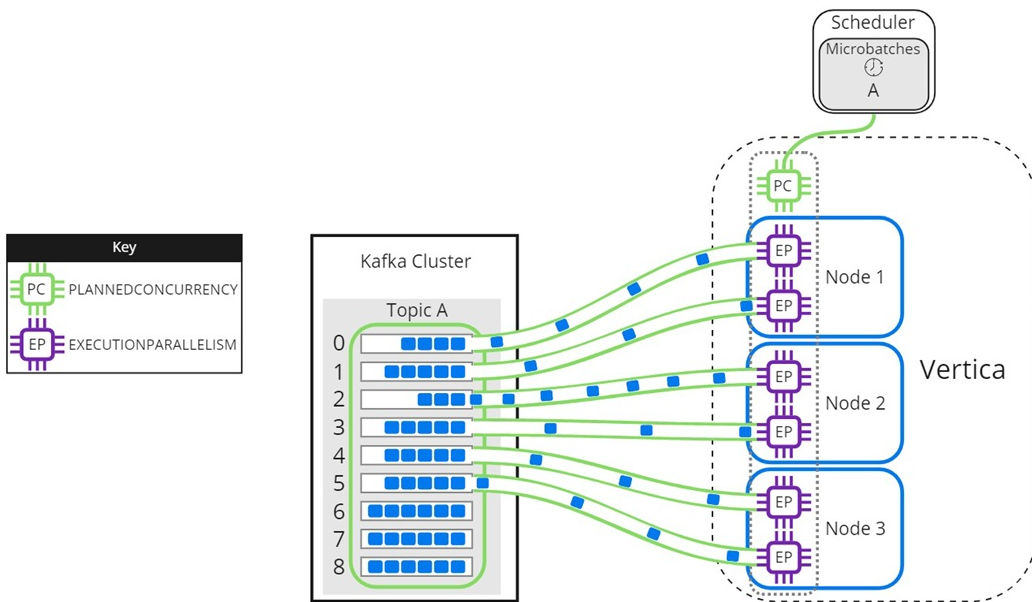 Scheduler
Microbatches
A
PC
Key
PC PLANNEDCONCURRENCY
EP EXECUTIONPARALLELISM
Kafka Cluster
Topic A
0
1
2
3
4
5
6
7
8
EP
EP
Node 1
EP
EP
Node 2
EP
EP
Node 3
Vertica